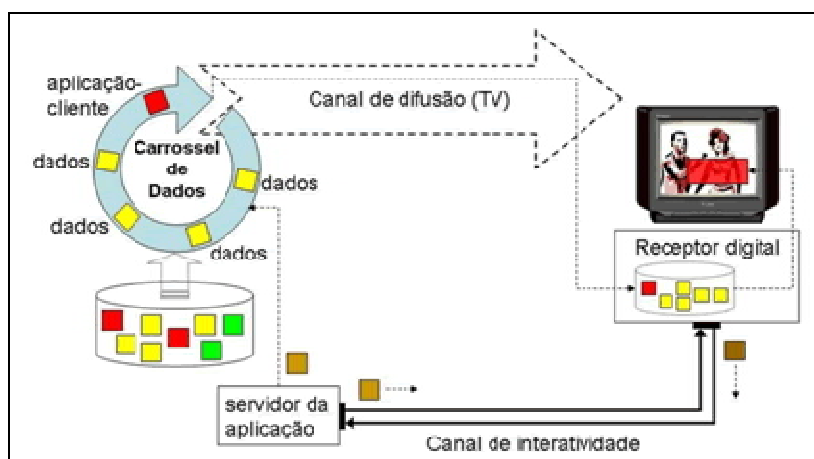 aplicação-
cliente
Canal de difusão (TV)
Carrossel
de
Dados
dados
dados
dados
dados
Receptor digital
servidor da
aplicação
Canal de interatividade